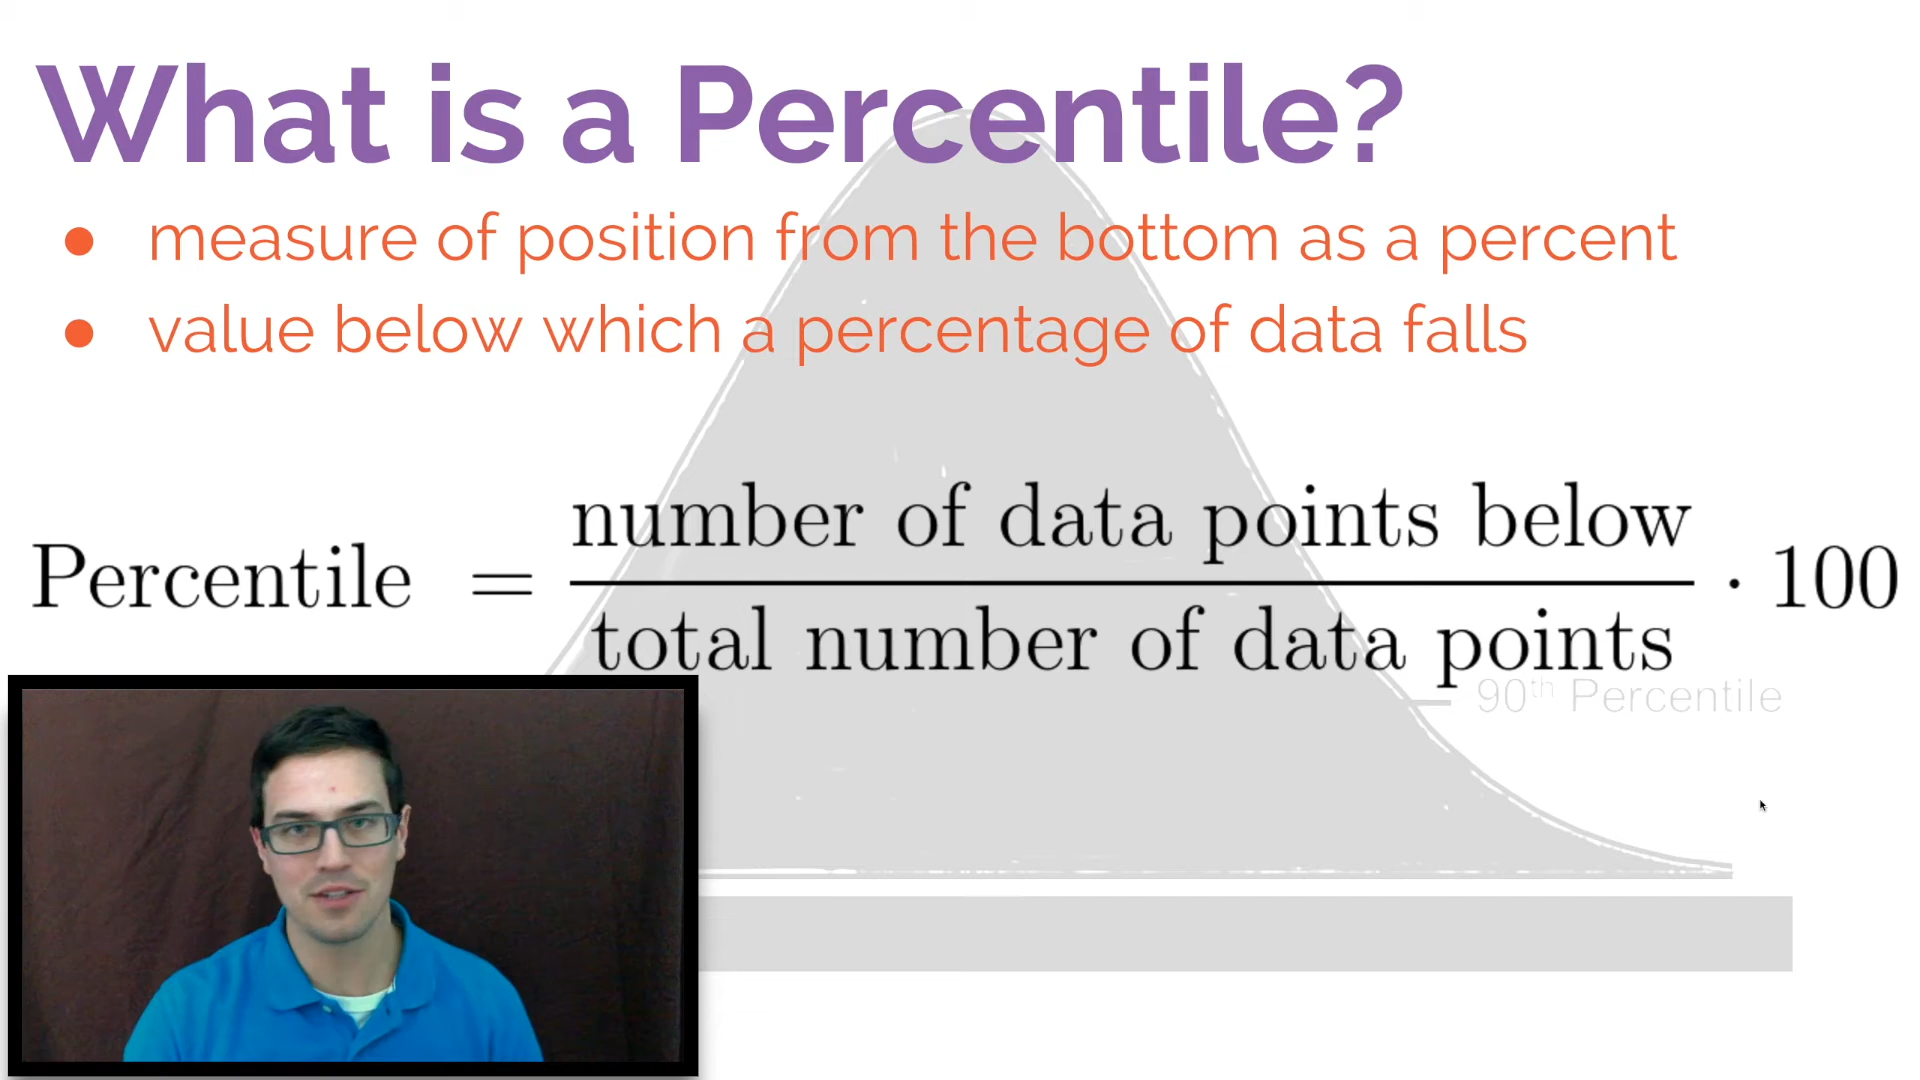 What is a Percentile?
● measure of position from the bottom as a percent
● value below which a percentage of data falls
number of data points below
Percentile = · 100
total number of data points
90th Percentile